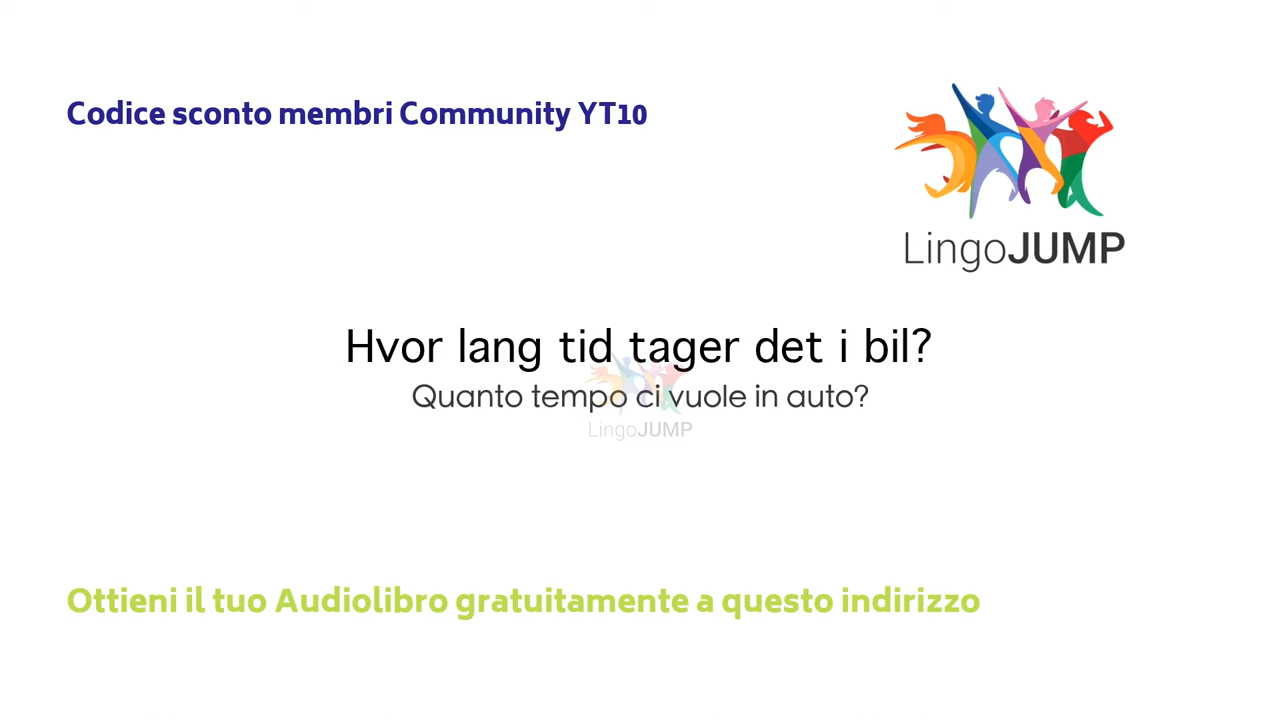 Codice sconto membri Community YT10
LingoJUMP
Hvor lang tid tager det i bil?
Quanto tempo ci vuole in auto?
LingoJUMP
Ottieni il tuo Audiolibro gratuitamente a questo indirizzo